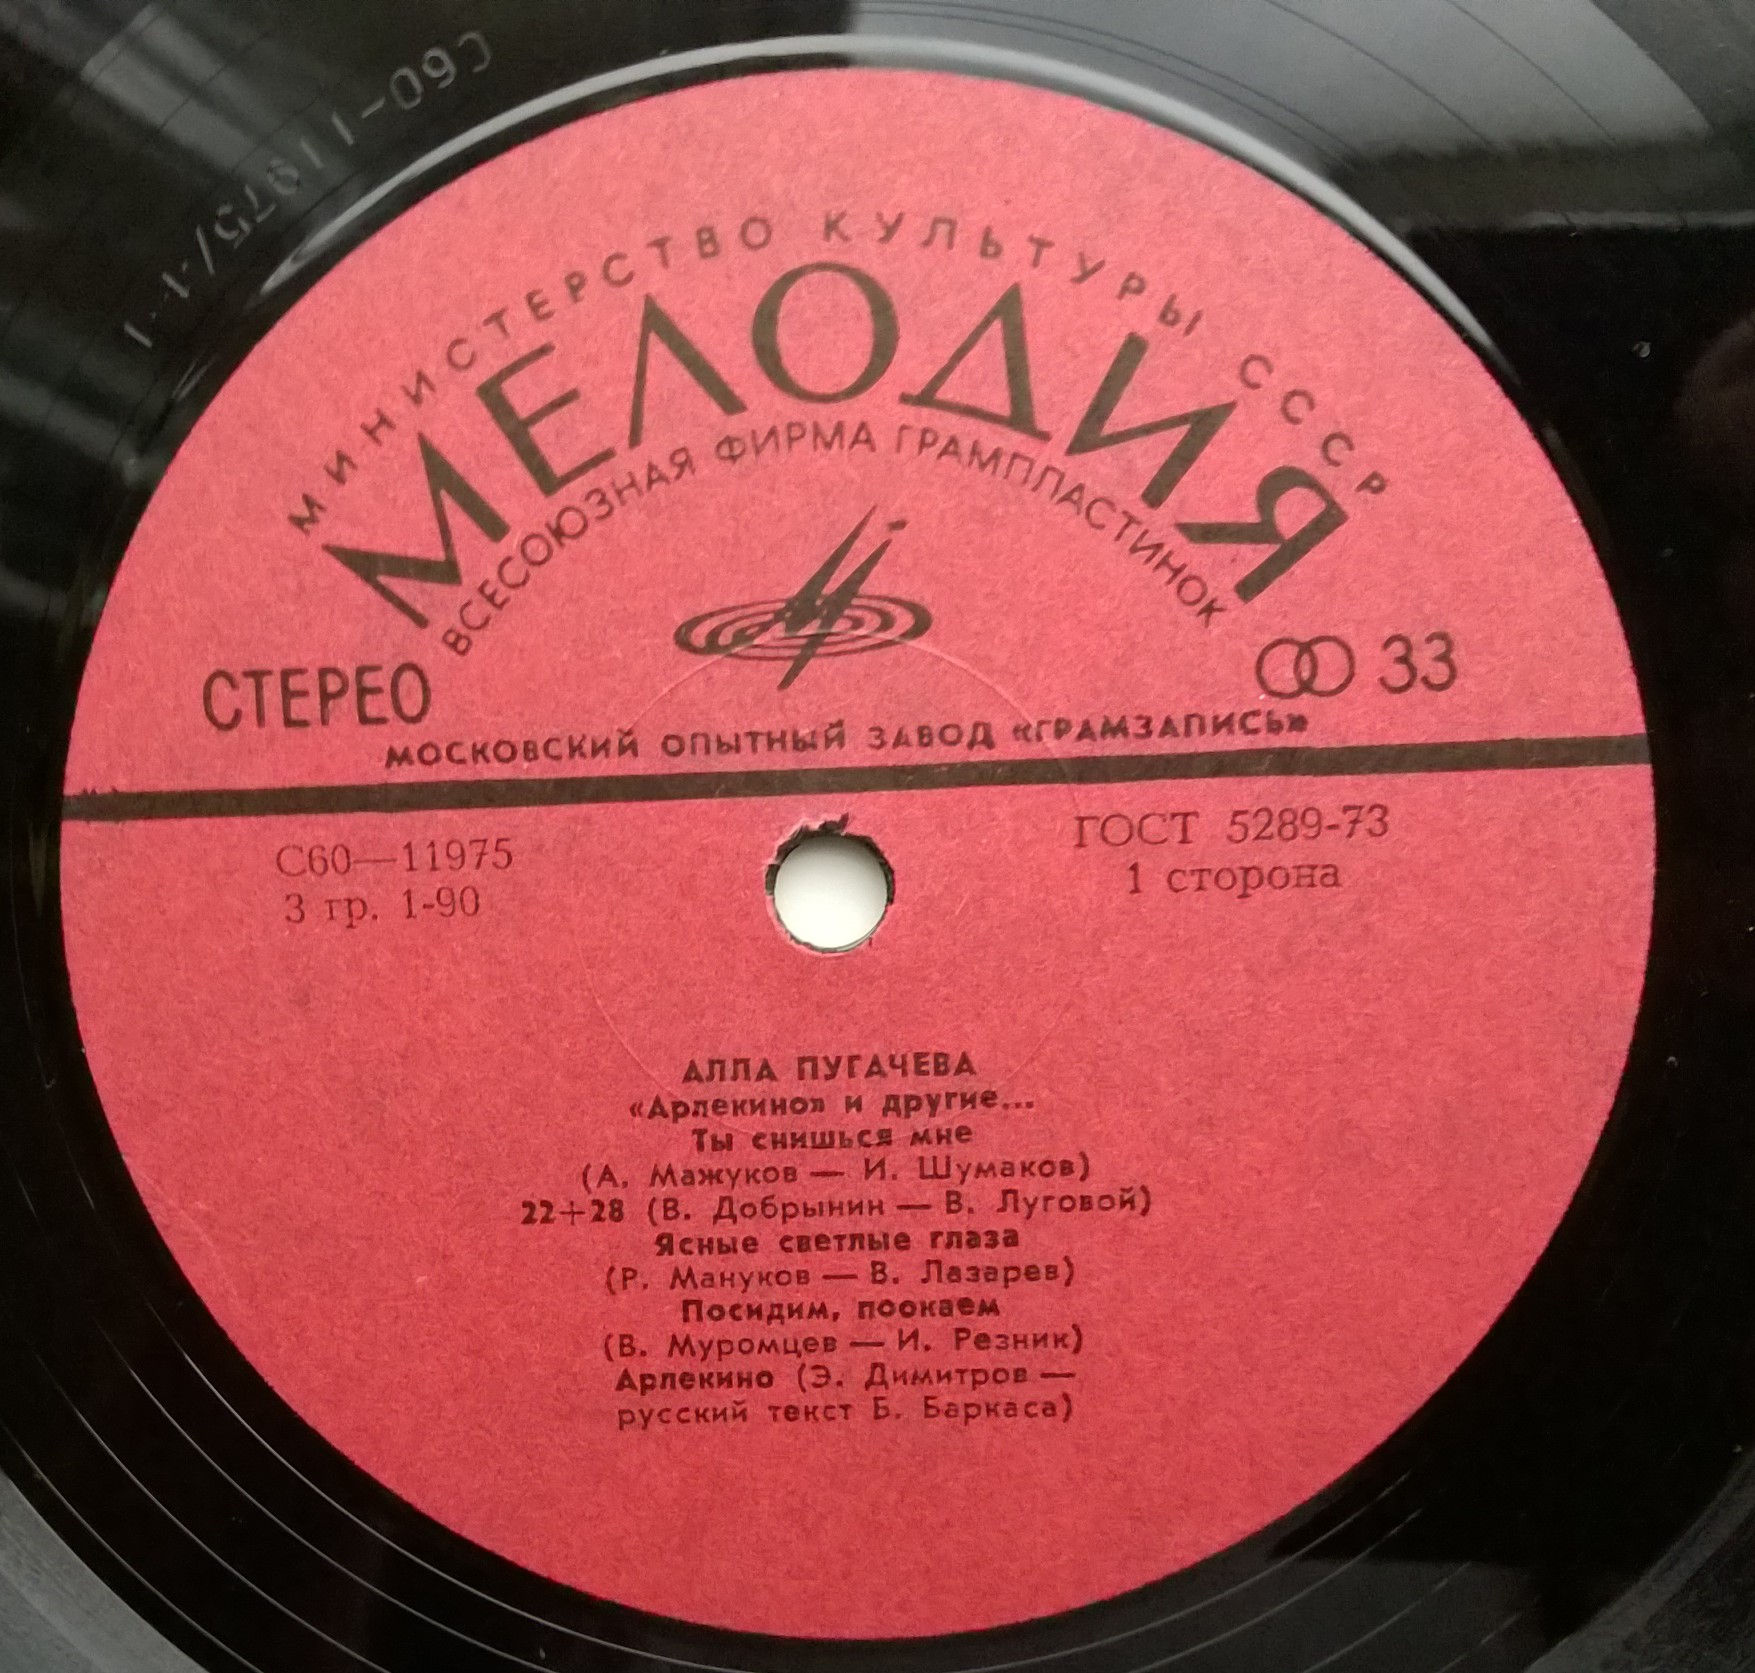 С60-11975/1-1
МИНИСТЕРСТВО КУЛЬТУРЫ СССР
МЕЛОДИЯ
ВСЕСОЮЗНАЯ ФИРМА ГРАМПЛАСТИНОК
СТЕРЕО
33
МОСКОВСКИЙ ОПЫТНЫЙ ЗАВОД «ГРАМЗАПИСЬ»
С60—11975
ГОСТ 5289-73
3 гр. 1-90
1 сторона
АЛЛА ПУГАЧЕВА
«Арлекино» и другие...
Ты снишься мне
(А. Мажуков — И. Шумаков)
22+28 (В. Добрынин — В. Луговой)
Ясные светлые глаза
(Р. Мануков — В. Лазарев)
Посидим, поокаем
(В. Муромцев — И. Резник)
Арлекино (Э. Димитров —
русский текст Б. Баркаса)